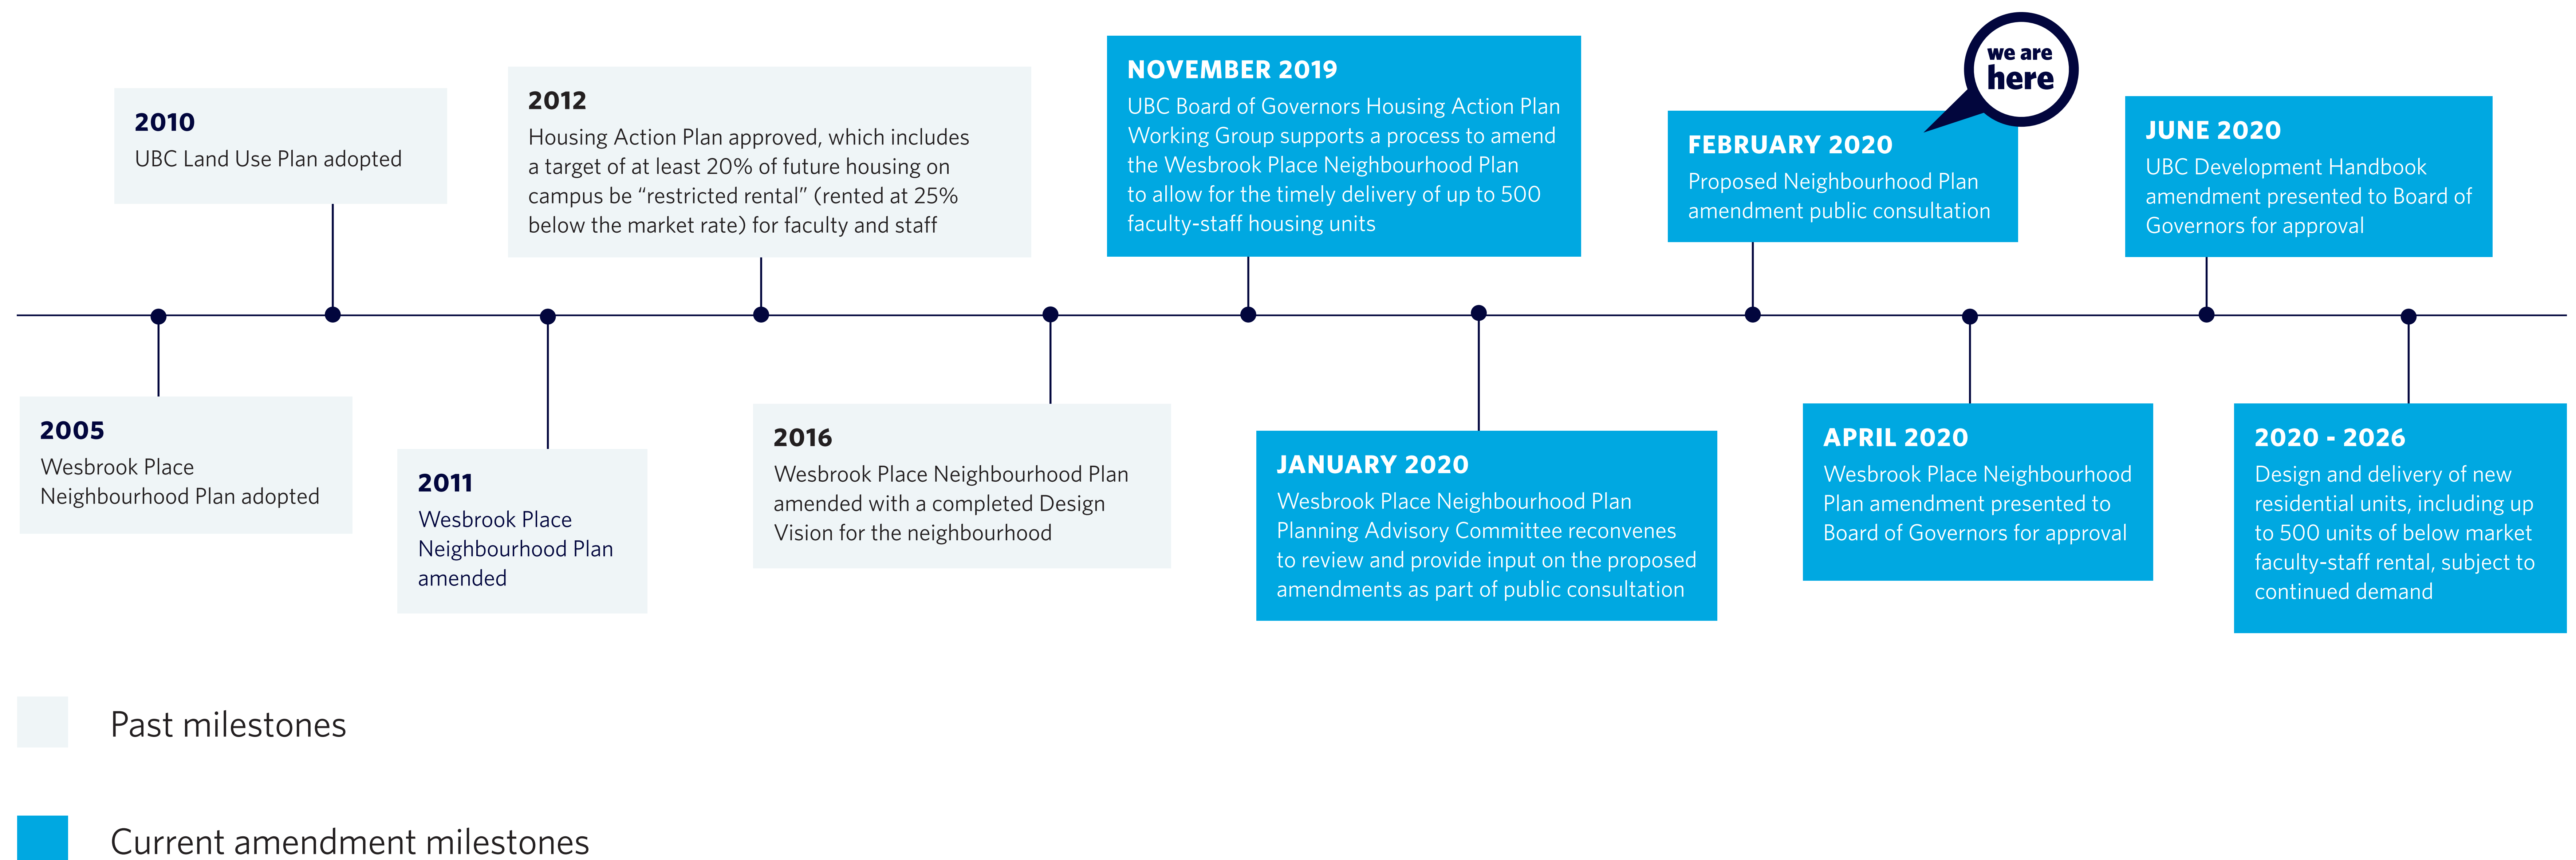 2005
Wesbrook Place
Neighbourhood Plan adopted
2010
UBC Land Use Plan adopted
2011
Wesbrook Place
Neighbourhood Plan
amended
2012
Housing Action Plan approved, which includes
a target of at least 20% of future housing on
campus be “restricted rental” (rented at 25%
below the market rate) for faculty and staff
2016
Wesbrook Place Neighbourhood Plan
amended with a completed Design
Vision for the neighbourhood
NOVEMBER 2019
UBC Board of Governors Housing Action Plan
Working Group supports a process to amend
the Wesbrook Place Neighbourhood Plan
to allow for the timely delivery of up to 500
faculty-staff housing units
JANUARY 2020
Wesbrook Place Neighbourhood Plan
Planning Advisory Committee reconvenes
to review and provide input on the proposed
amendments as part of public consultation
we are
here
FEBRUARY 2020
Proposed Neighbourhood Plan
amendment public consultation
APRIL 2020
Wesbrook Place Neighbourhood
Plan amendment presented to
Board of Governors for approval
JUNE 2020
UBC Development Handbook
amendment presented to Board of
Governors for approval
2020 - 2026
Design and delivery of new
residential units, including up
to 500 units of below market
faculty-staff rental, subject to
continued demand
Past milestones
Current amendment milestones